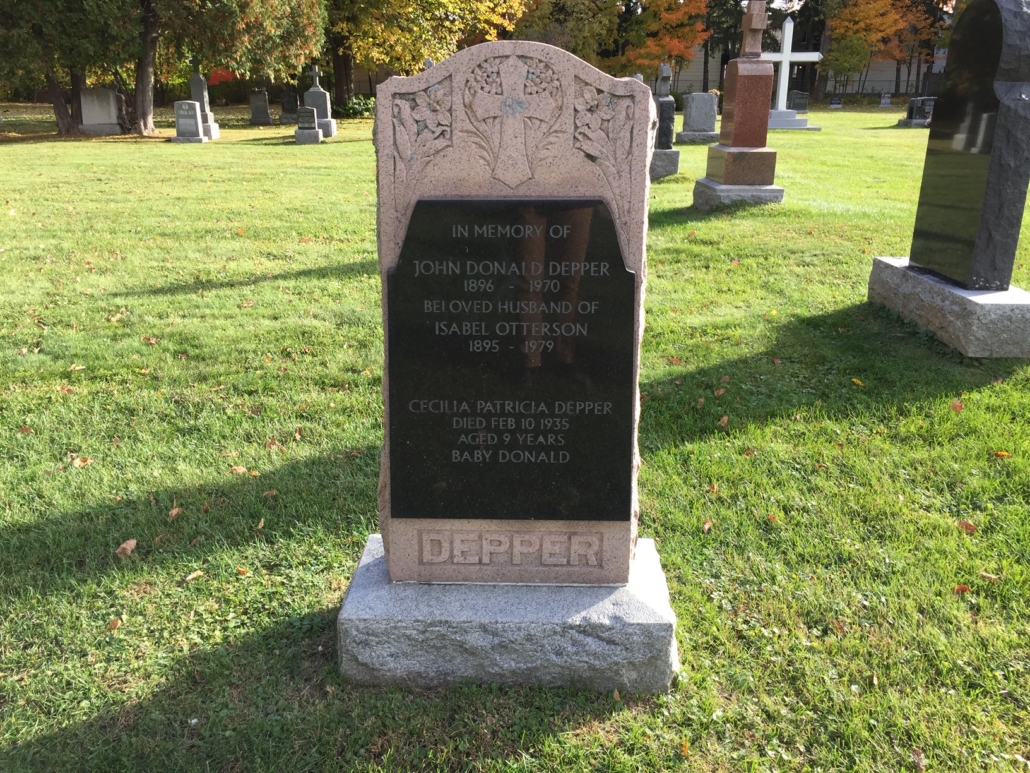 IN MEMORY OF
JOHN DONALD DEPPER
1896 - 1970
BELOVED HUSBAND OF
ISABEL OTTERSON
1895 - 1979
CECILIA PATRICIA DEPPER
DIED FEB 10 1935
AGED 9 YEARS
BABY DONALD
DEPPER